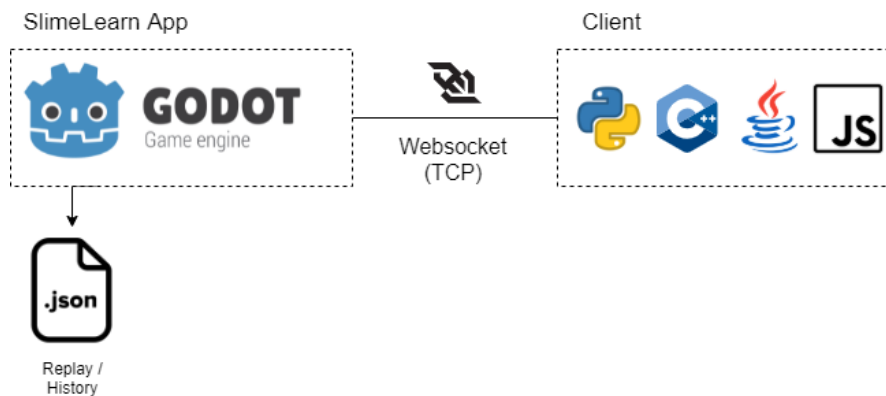 SlimeLearn App
Client
GODOT
Game engine
Websocket
(TCP)
C++
JS
.json
Replay /
History